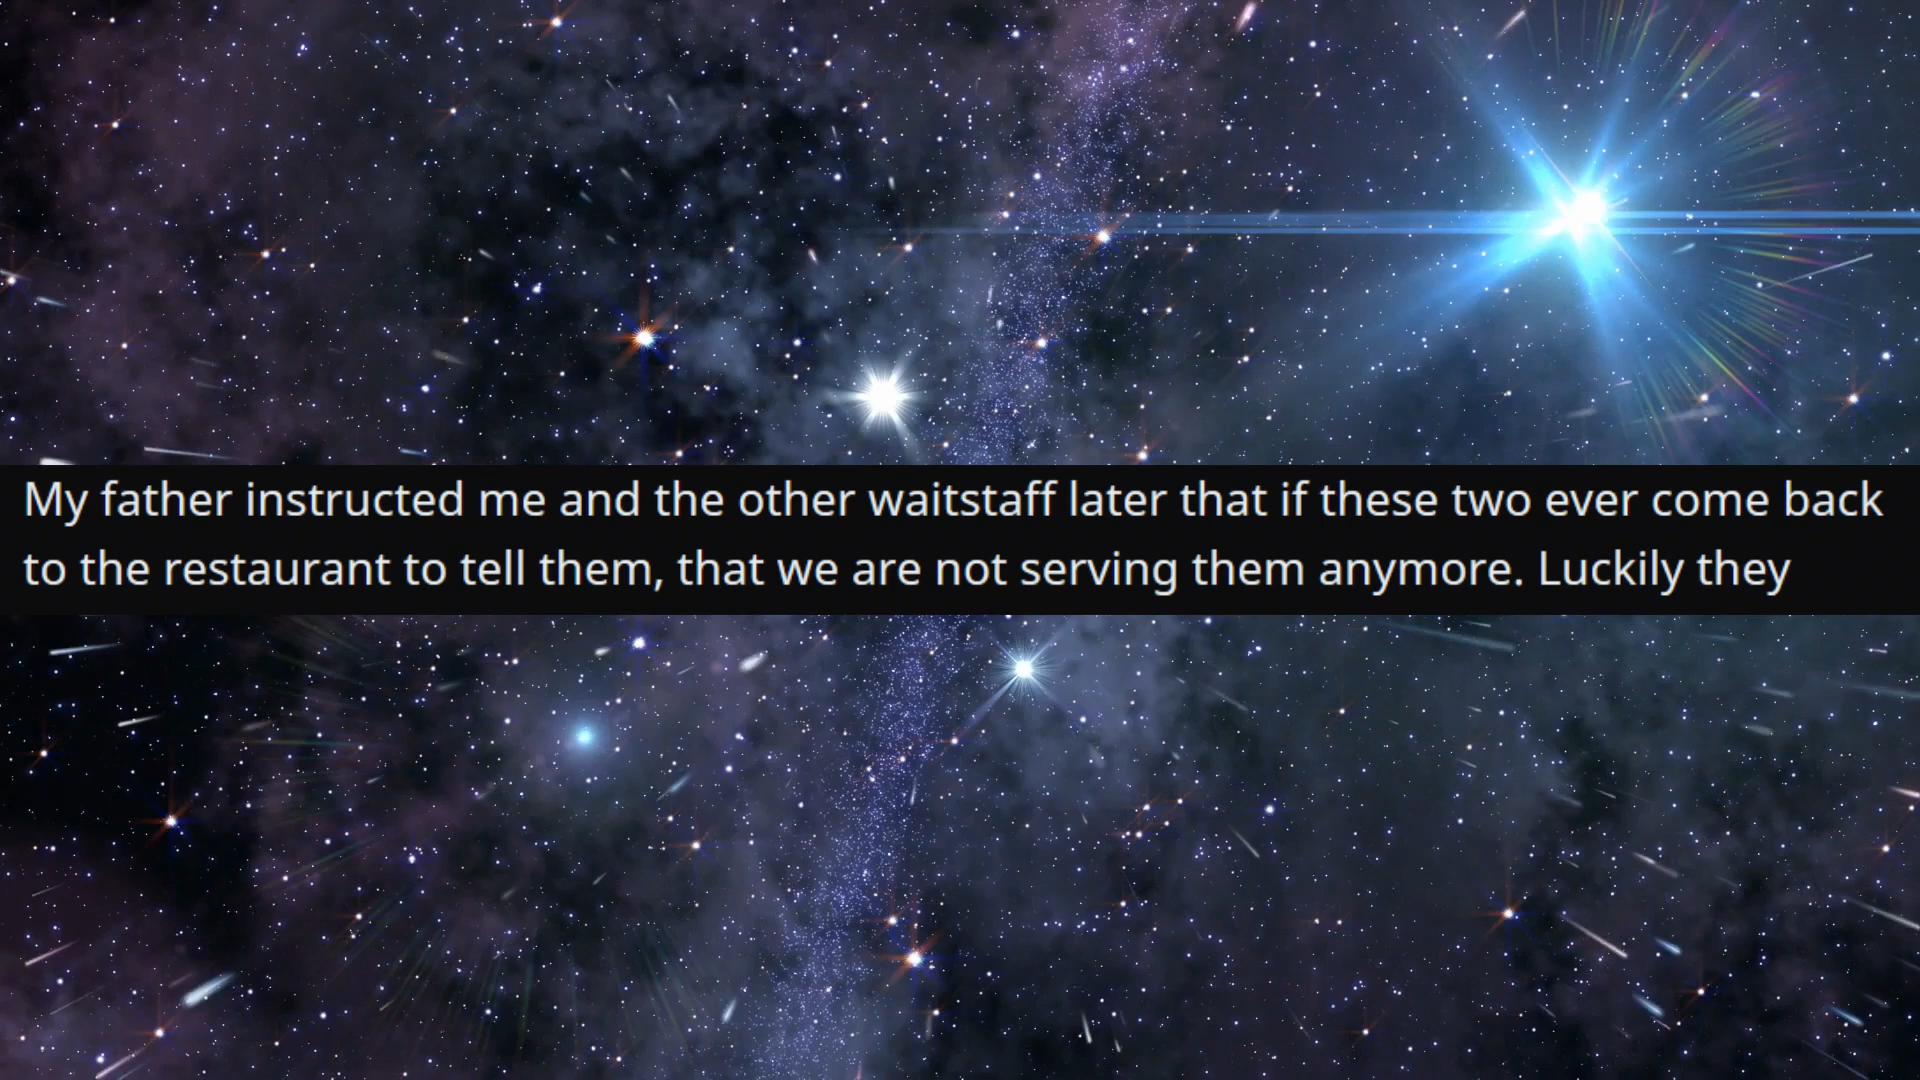 My father instructed me and the other waitstaff later that if these two ever come back
to the restaurant to tell them, that we are not serving them anymore. Luckily they